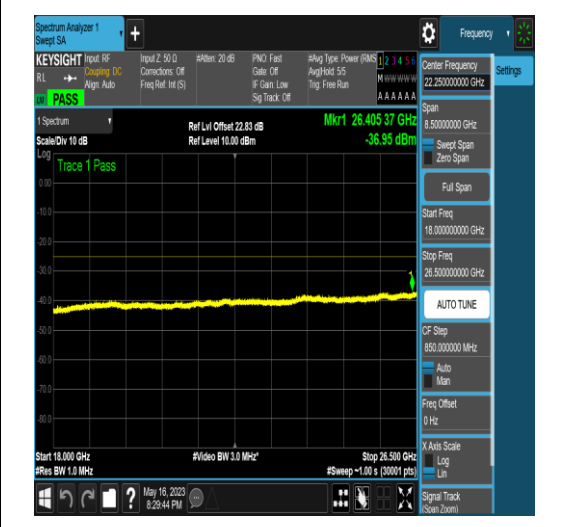 Spectrum Analyzer 1
Swept SA
Frequency
KEYSIGHT
RL
PASS
Input: RF
Coupling: DC
Align: Auto
Input Z: 50 Ω
Corrections: Off
Freq Ref: Int (S)
#Atten: 20 dB
PNO: Fast
Gate: Off
IF Gain: Low
Sig Track: Off
#Avg Type: Power (RMS
Avg|Hold: 5/5
Trig: Free Run
1 2 3 4 5 6
M W W W W W
A A A A A A
1 Spectrum
Scale/Div 10 dB
Ref Lvl Offset 22.83 dB
Ref Level 10.00 dBm
Mkr1 26.405 37 GHz
-36.95 dBm
Log
Trace 1 Pass
0.00
-10.0
-20.0
-30.0
-40.0
-50.0
-60.0
-70.0
-80.0
1
Start 18.000 GHz
#Res BW 1.0 MHz
#Video BW 3.0 MHz*
Stop 26.500 GHz
#Sweep ~1.00 s (30001 pts)
May 16, 2023
8:29:44 PM
Center Frequency
22.250000000 GHz
Settings
Span
8.50000000 GHz
Swept Span
Zero Span
Full Span
Start Freq
18.000000000 GHz
Stop Freq
26.500000000 GHz
AUTO TUNE
CF Step
850.000000 MHz
Auto
Man
Freq Offset
0 Hz
X Axis Scale
Log
Lin
Signal Track
(Span Zoom)